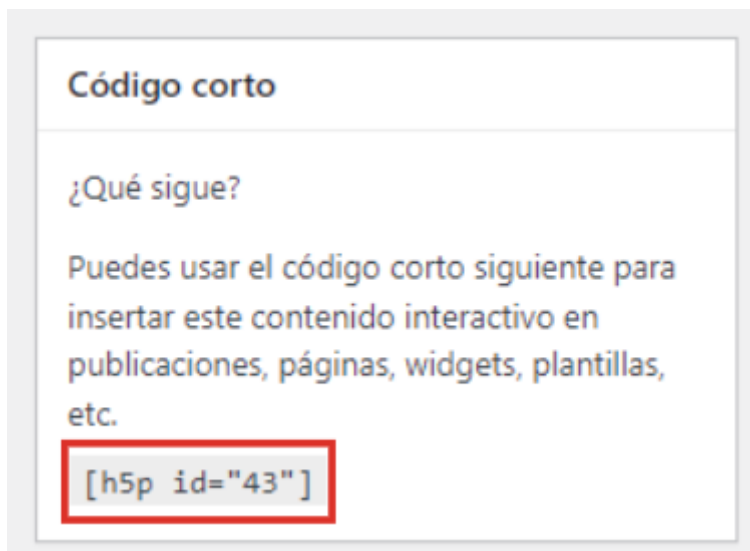 Código corto
¿Qué sigue?
Puedes usar el código corto siguiente para
insertar este contenido interactivo en
publicaciones, páginas, widgets, plantillas,
etc.
[h5p id="43"]